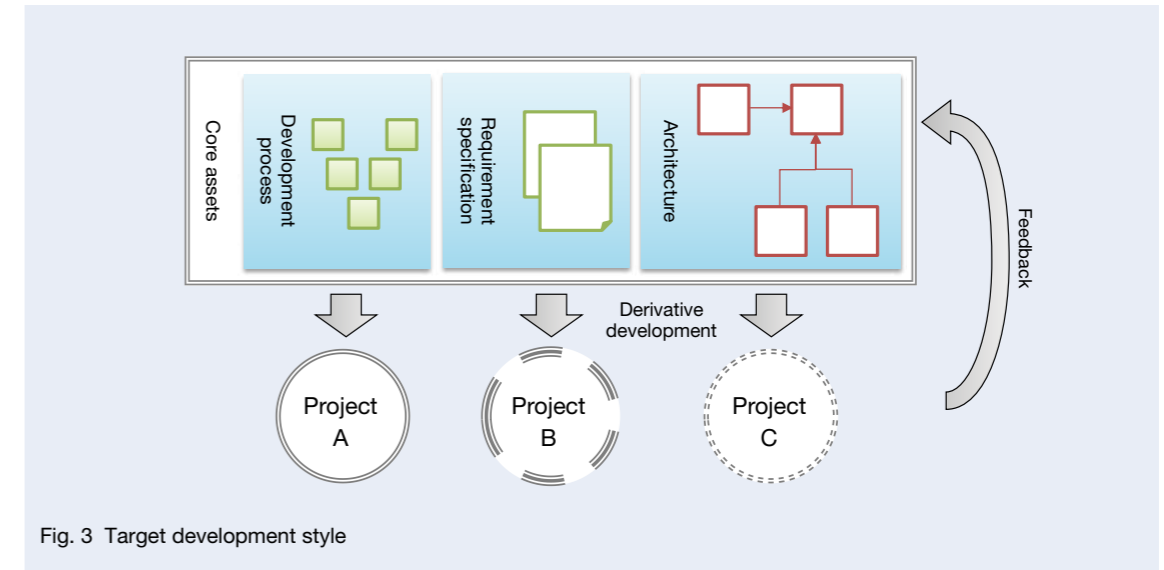 Core assets
Development
process
Requirement
specification
Architecture
Feedback
Derivative
development
Project
A
Project
B
Project
C
Fig. 3 Target development style